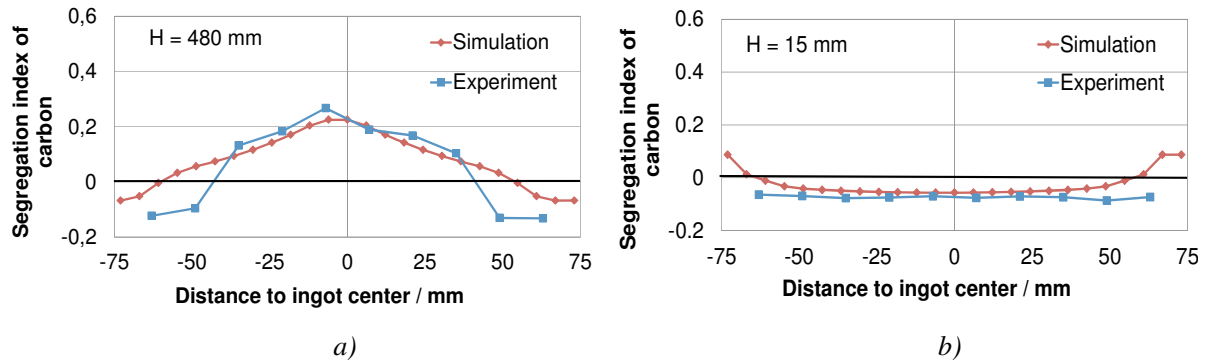 Segregation index of
carbon
0,6
0.4
0,2
0
-0,2
H = 480 mm
Simulation
Experiment
-75 -50 -25 0 25 50 75
Distance to ingot center / mm
a)
Segregation index of
carbon
0.6
0.4
0.2
0
-0.2
H = 15 mm
Simulation
Experiment
-75 -50 -25 0 25 50 75
Distance to ingot center / mm
b)